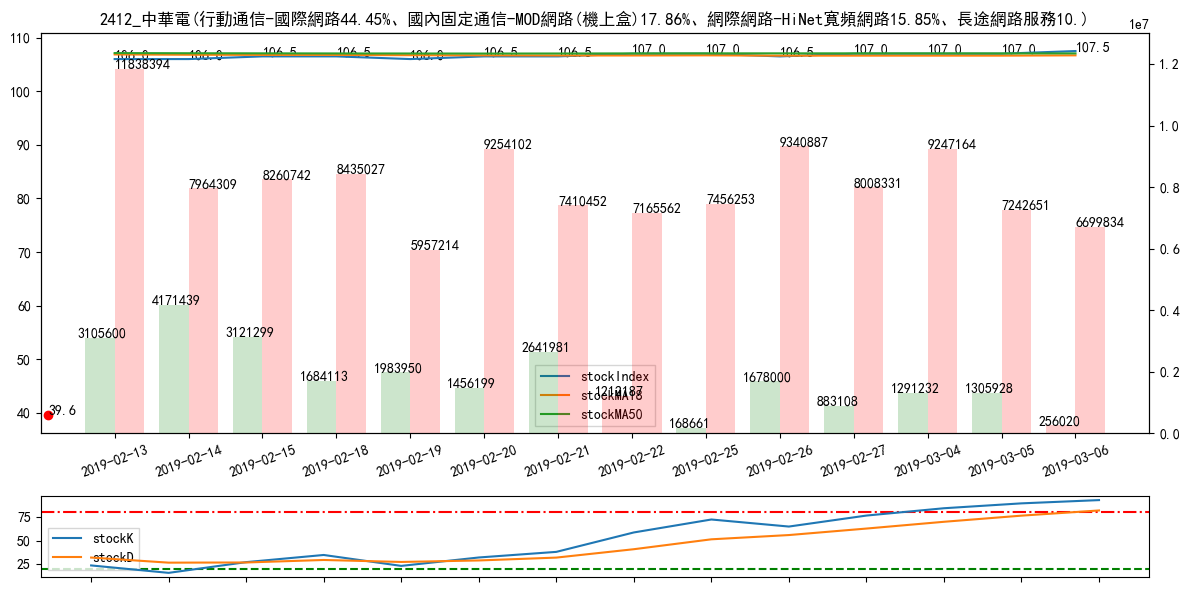 2412_中華電(行動通信-國際網路44.45%、國內固定通信-MOD網路(機上盒)17.86%、網際網路-HiNet寬頻網路15.85%、長途網路服務10.)
1e7
110
100
90
80
70
60
50
40
1.2
1.0
0.8
0.6
0.4
0.2
0.0
106.0 106.0 106.5 106.5 106.0 106.5 106.5 107.0 107.0 106.5 107.0 107.0 107.0 107.5
11838394 7964309 8260742 8435027 5957214 9254102 7410452 7165562 7456253 9340887 8008331 9247164 7242651 6699834
3105600 4171439 3121299 1684113 1983950 1456199 2641981 1212187 168661 1678000 883108 1291232 1305928 256020
39.6
stockIndex
stockMA18
stockMA50
2019-02-13 2019-02-14 2019-02-15 2019-02-18 2019-02-19 2019-02-20 2019-02-21 2019-02-22 2019-02-25 2019-02-26 2019-02-27 2019-03-04 2019-03-05 2019-03-06
75
50
25
stockK
stockD